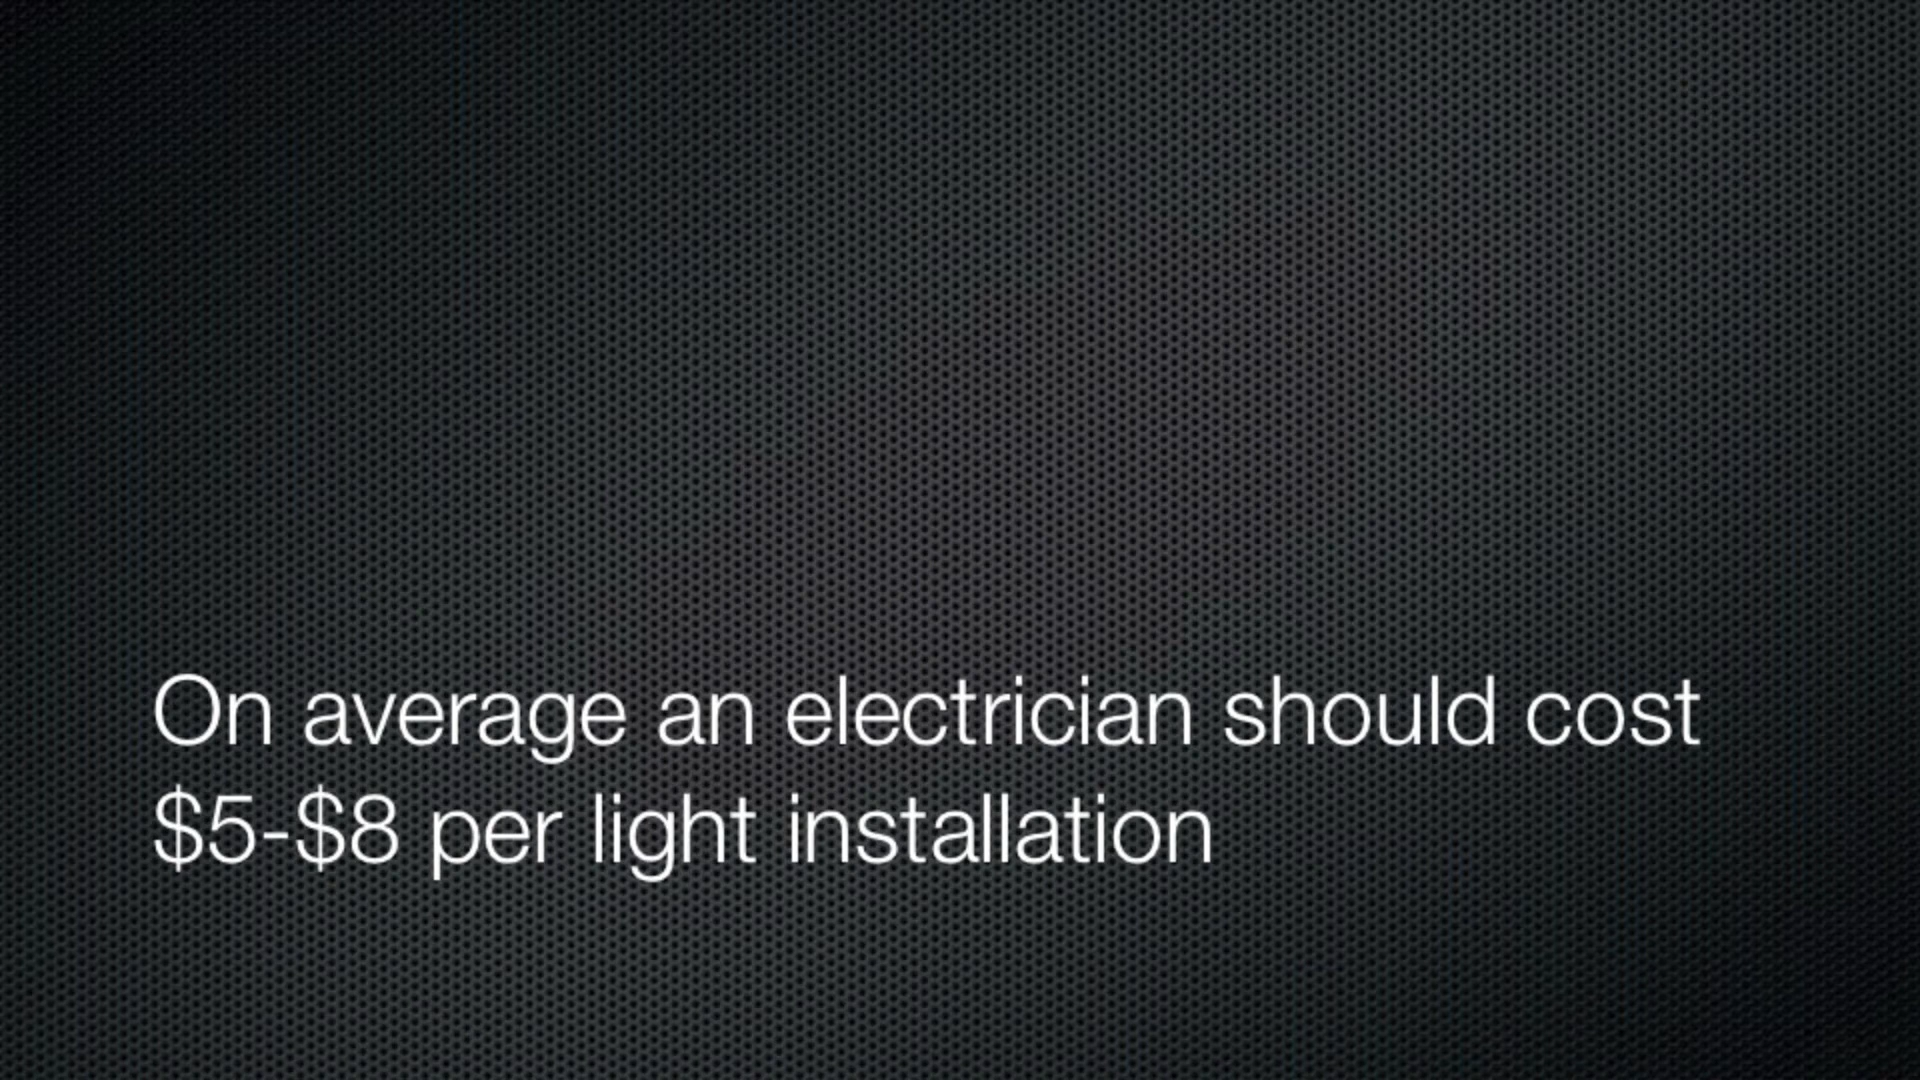 On average an electrician should cost
$5-$8 per light installation